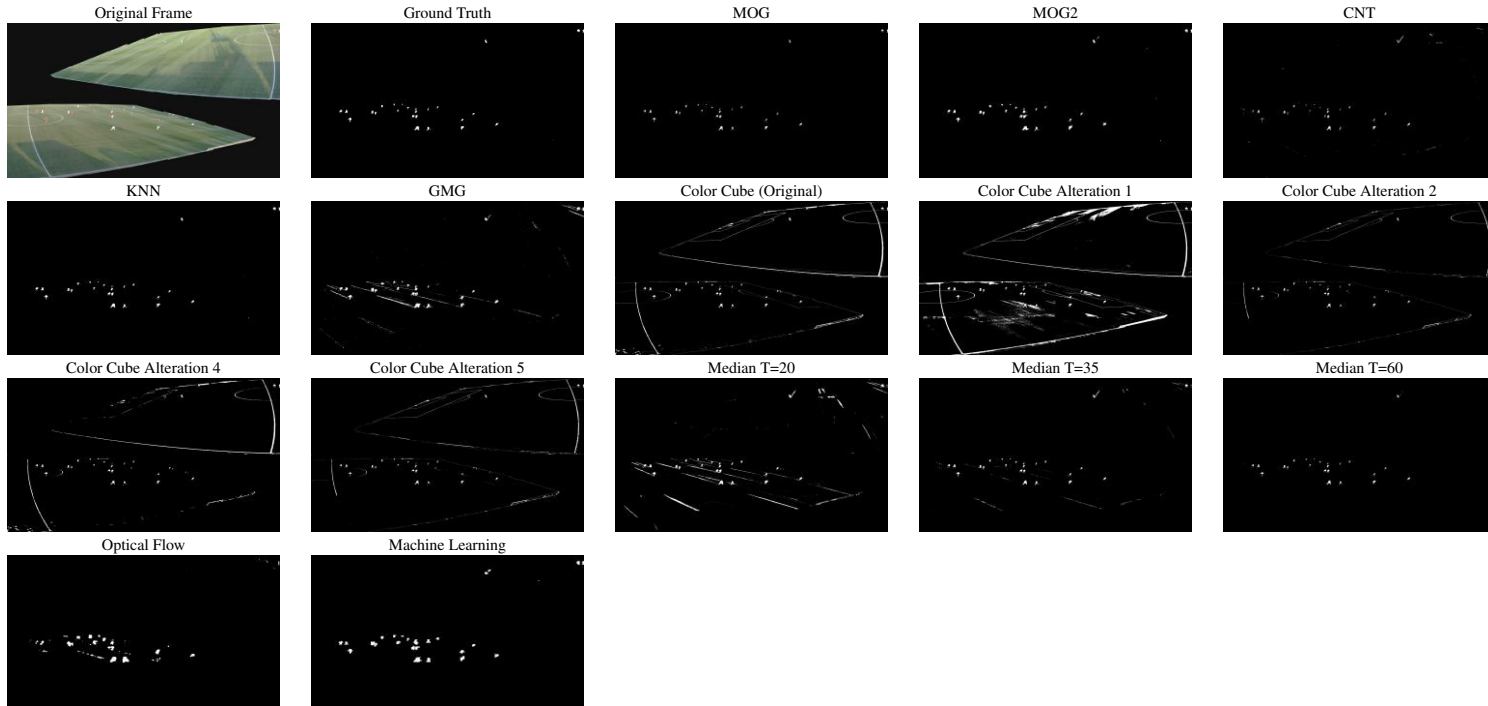 Original Frame
Ground Truth
MOG
MOG2
CNT
KNN
GMG
Color Cube (Original)
Color Cube Alteration 1
Color Cube Alteration 2
Color Cube Alteration 4
Color Cube Alteration 5
Median T=20
Median T=35
Median T=60
Optical Flow
Machine Learning